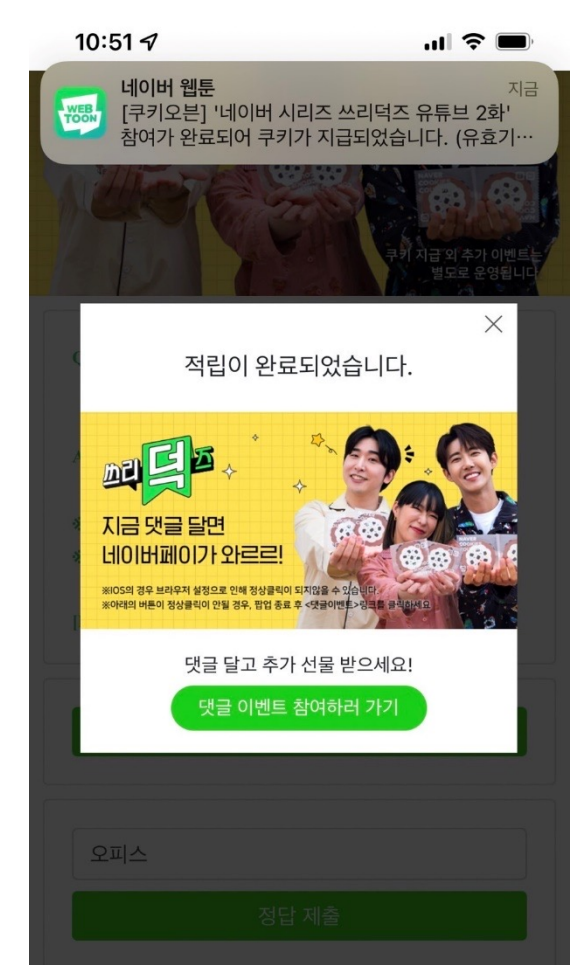 10:51
네이버 웹툰
지금
WEB
TOON
[쿠키오븐] '네이버 시리즈 쓰리덕즈 유튜브 2화'
참여가 완료되어 쿠키가 지급되었습니다. (유효기…
쿠키 지급 외 추가 이벤트는
별도로 운영됩니다
적립이 완료되었습니다.
쓰리덕즈
지금 댓글 달면
네이버페이가 와르르!
※IOS의 경우 브라우저 설정으로 인해 정상클릭이 되지않을 수 있습니다.
※아래의 버튼이 정상클릭이 안될 경우, 팝업 종료 후 <댓글이벤트>링크를 클릭하세요
댓글 달고 추가 선물 받으세요!
댓글 이벤트 참여하러 가기
오피스
정답 제출